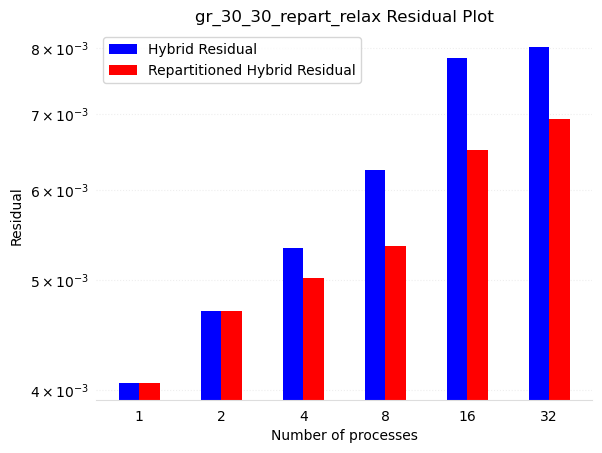 gr_30_30_repart_relax Residual Plot
Hybrid Residual
Repartitioned Hybrid Residual
8 × 10⁻³
7 × 10⁻³
6 × 10⁻³
5 × 10⁻³
4 × 10⁻³
Residual
1 2 4 8 16 32
Number of processes